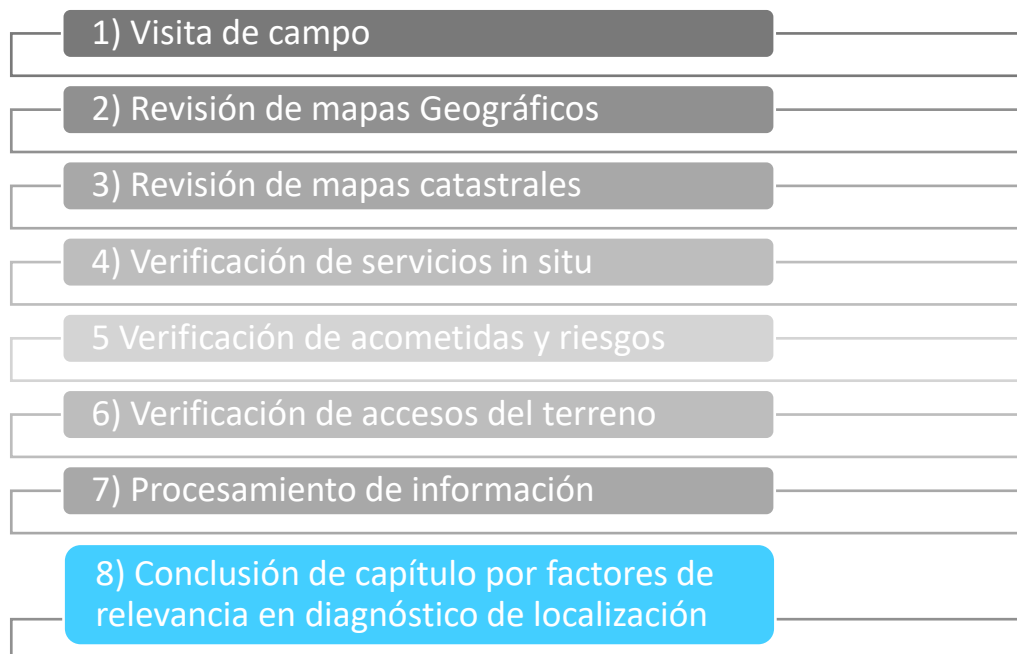 1) Visita de campo
2) Revisión de mapas Geográficos
3) Revisión de mapas catastrales
4) Verificación de servicios in situ
5 Verificación de acometidas y riesgos
6) Verificación de accesos del terreno
7) Procesamiento de información
8) Conclusión de capítulo por factores de
relevancia en diagnóstico de localización